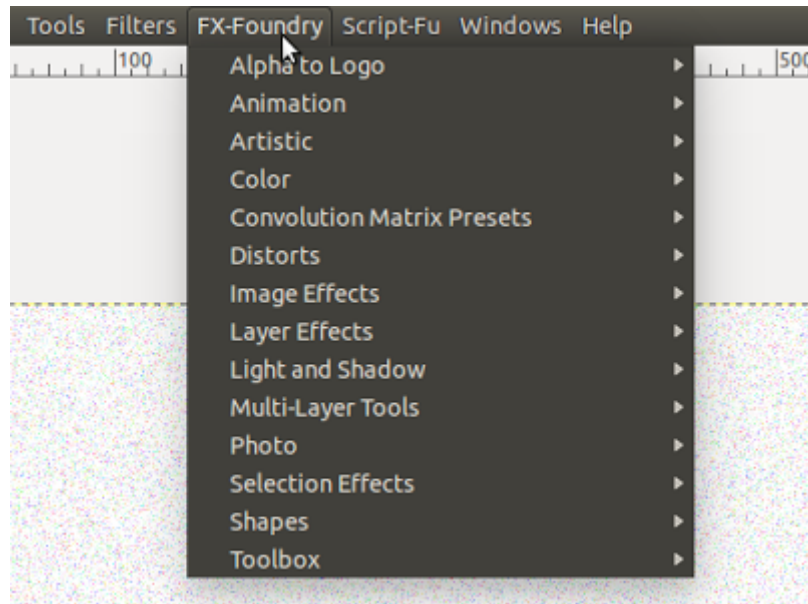 Tools Filters FX-Foundry Script-Fu Windows Help
100 500
Alpha to Logo
Animation
Artistic
Color
Convolution Matrix Presets
Distorts
Image Effects
Layer Effects
Light and Shadow
Multi-Layer Tools
Photo
Selection Effects
Shapes
Toolbox